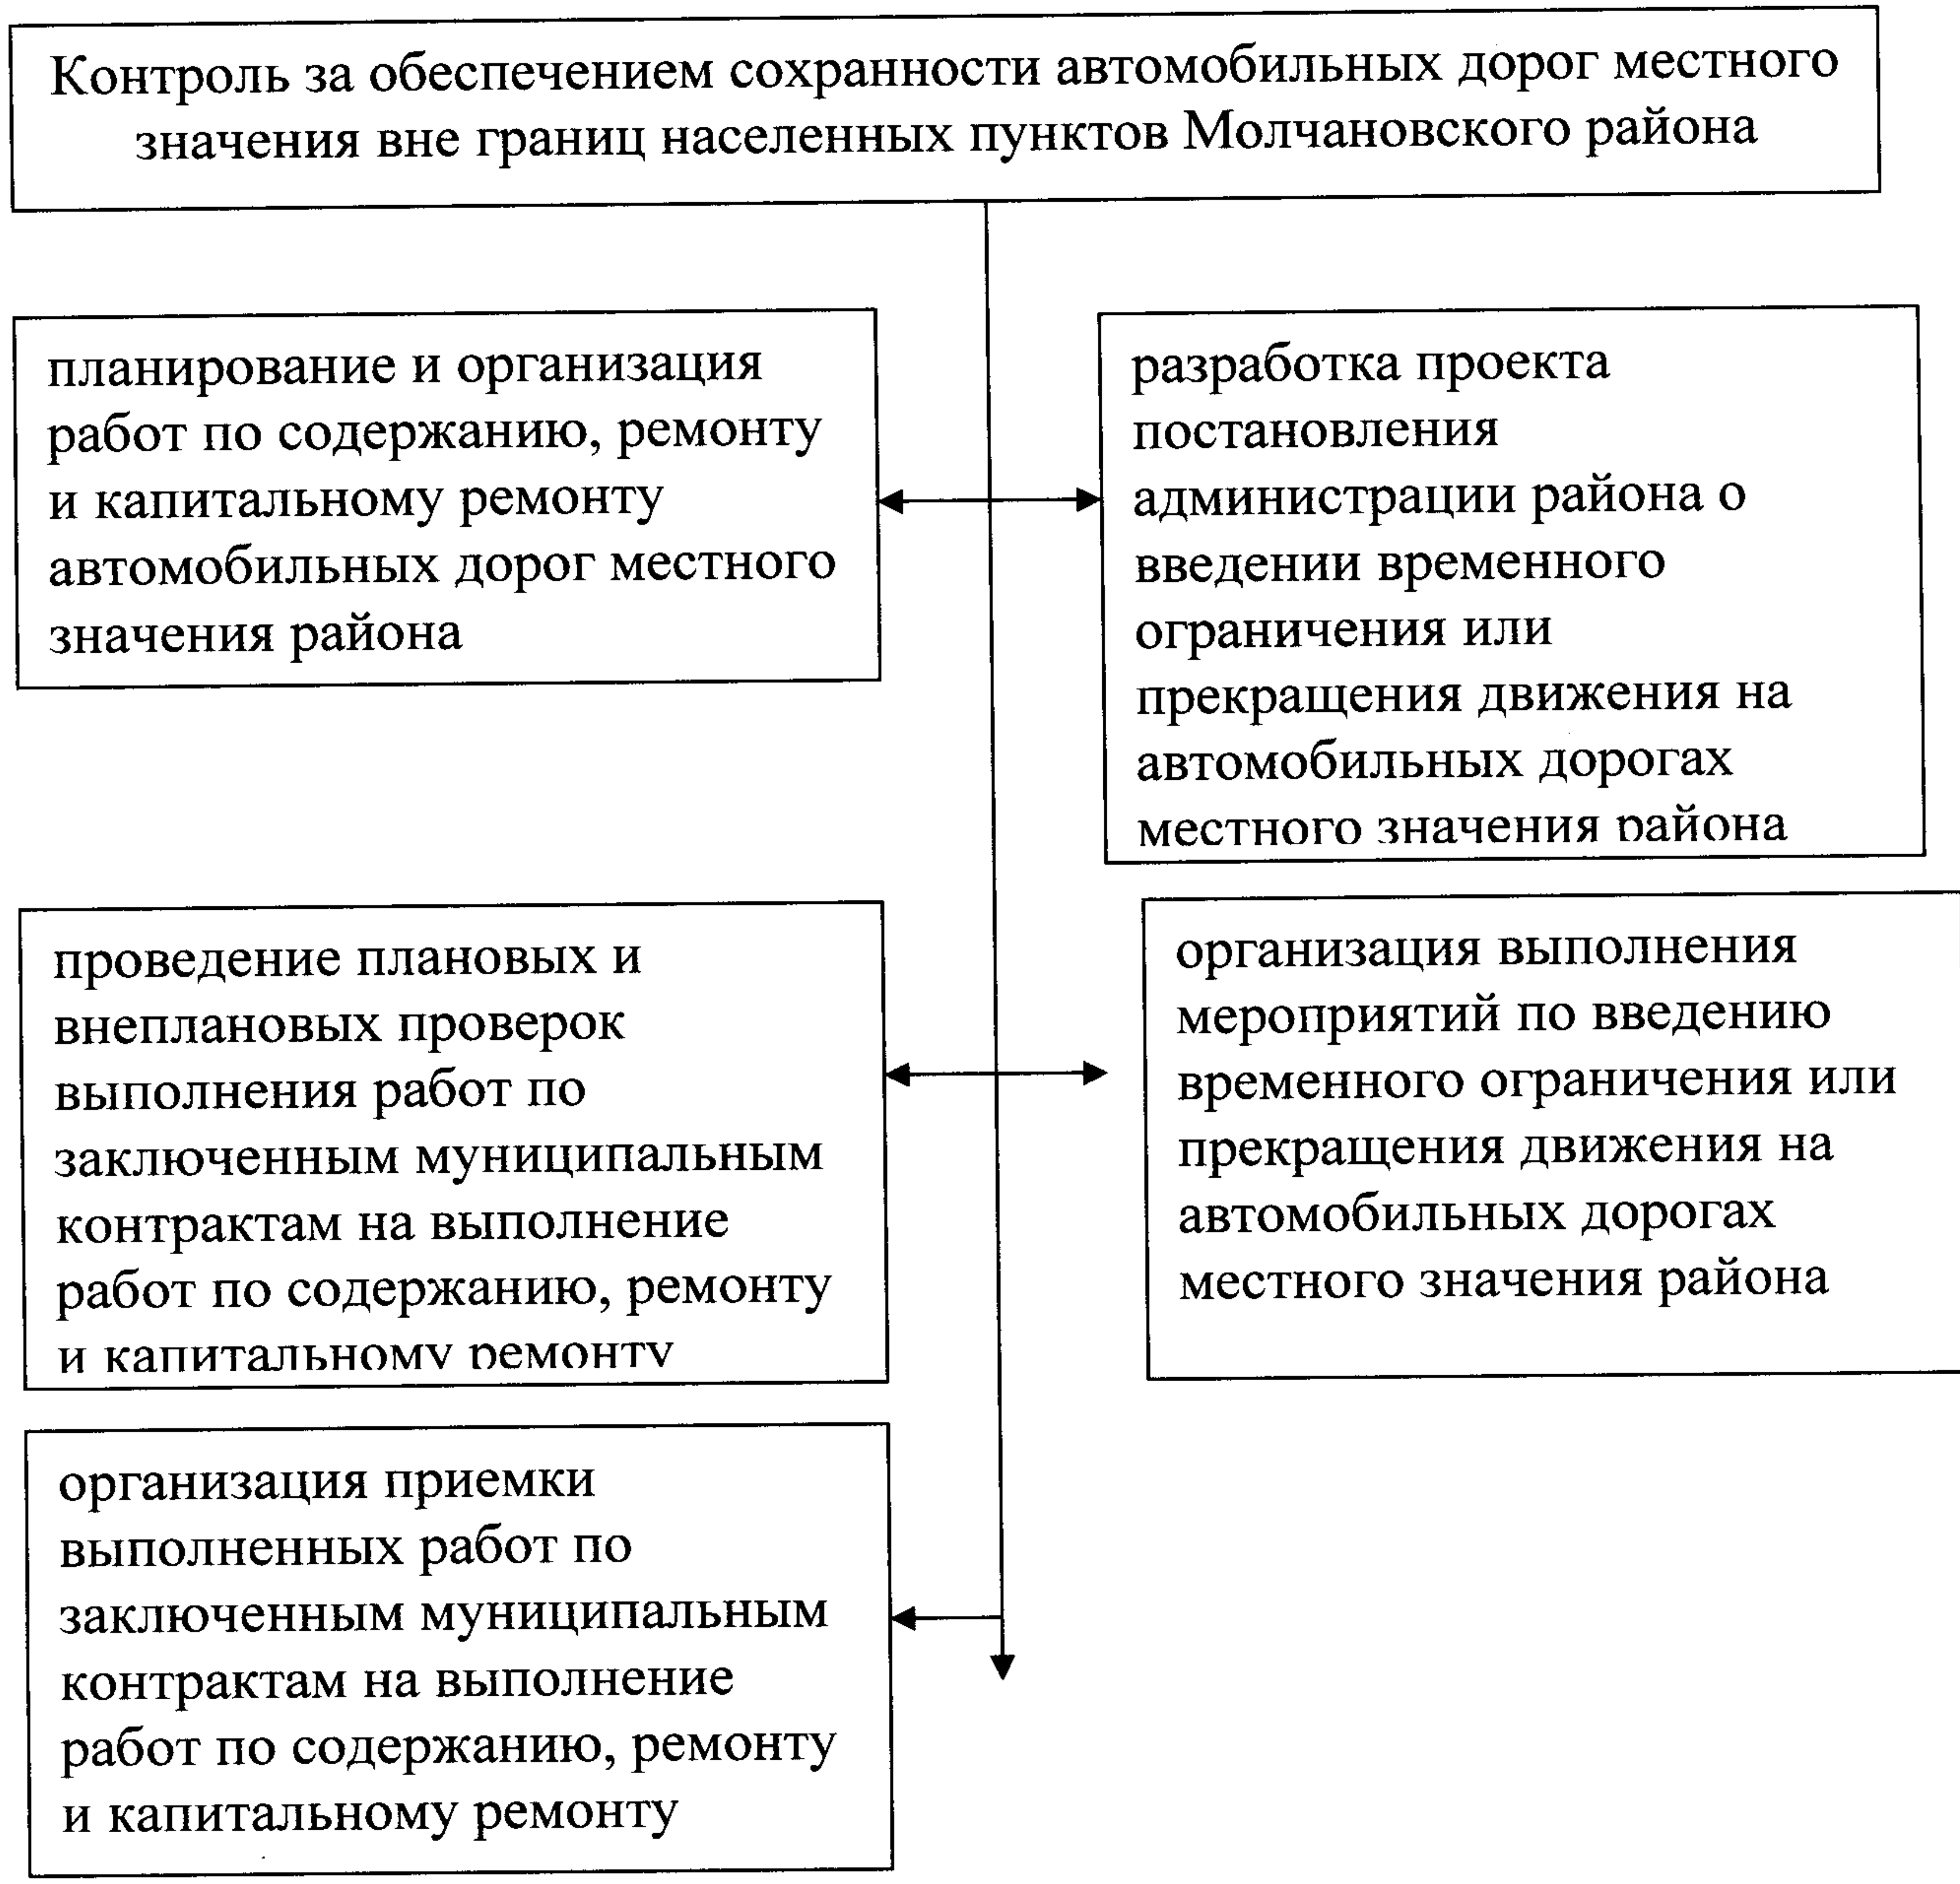 Контроль за обеспечением сохранности автомобильных дорог местного
значения вне границ населенных пунктов Молчановского района
планирование и организация
работ по содержанию, ремонту
и капитальному ремонту
автомобильных дорог местного
значения района
разработка проекта
постановления
администрации района о
введении временного
ограничения или
прекращения движения на
автомобильных дорогах
местного значения района
проведение плановых и
внеплановых проверок
выполнения работ по
заключенным муниципальным
контрактам на выполнение
работ по содержанию, ремонту
и капитальному ремонту
организация выполнения
мероприятий по введению
временного ограничения или
прекращения движения на
автомобильных дорогах
местного значения района
организация приемки
выполненных работ по
заключенным муниципальным
контрактам на выполнение
работ по содержанию, ремонту
и капитальному ремонту